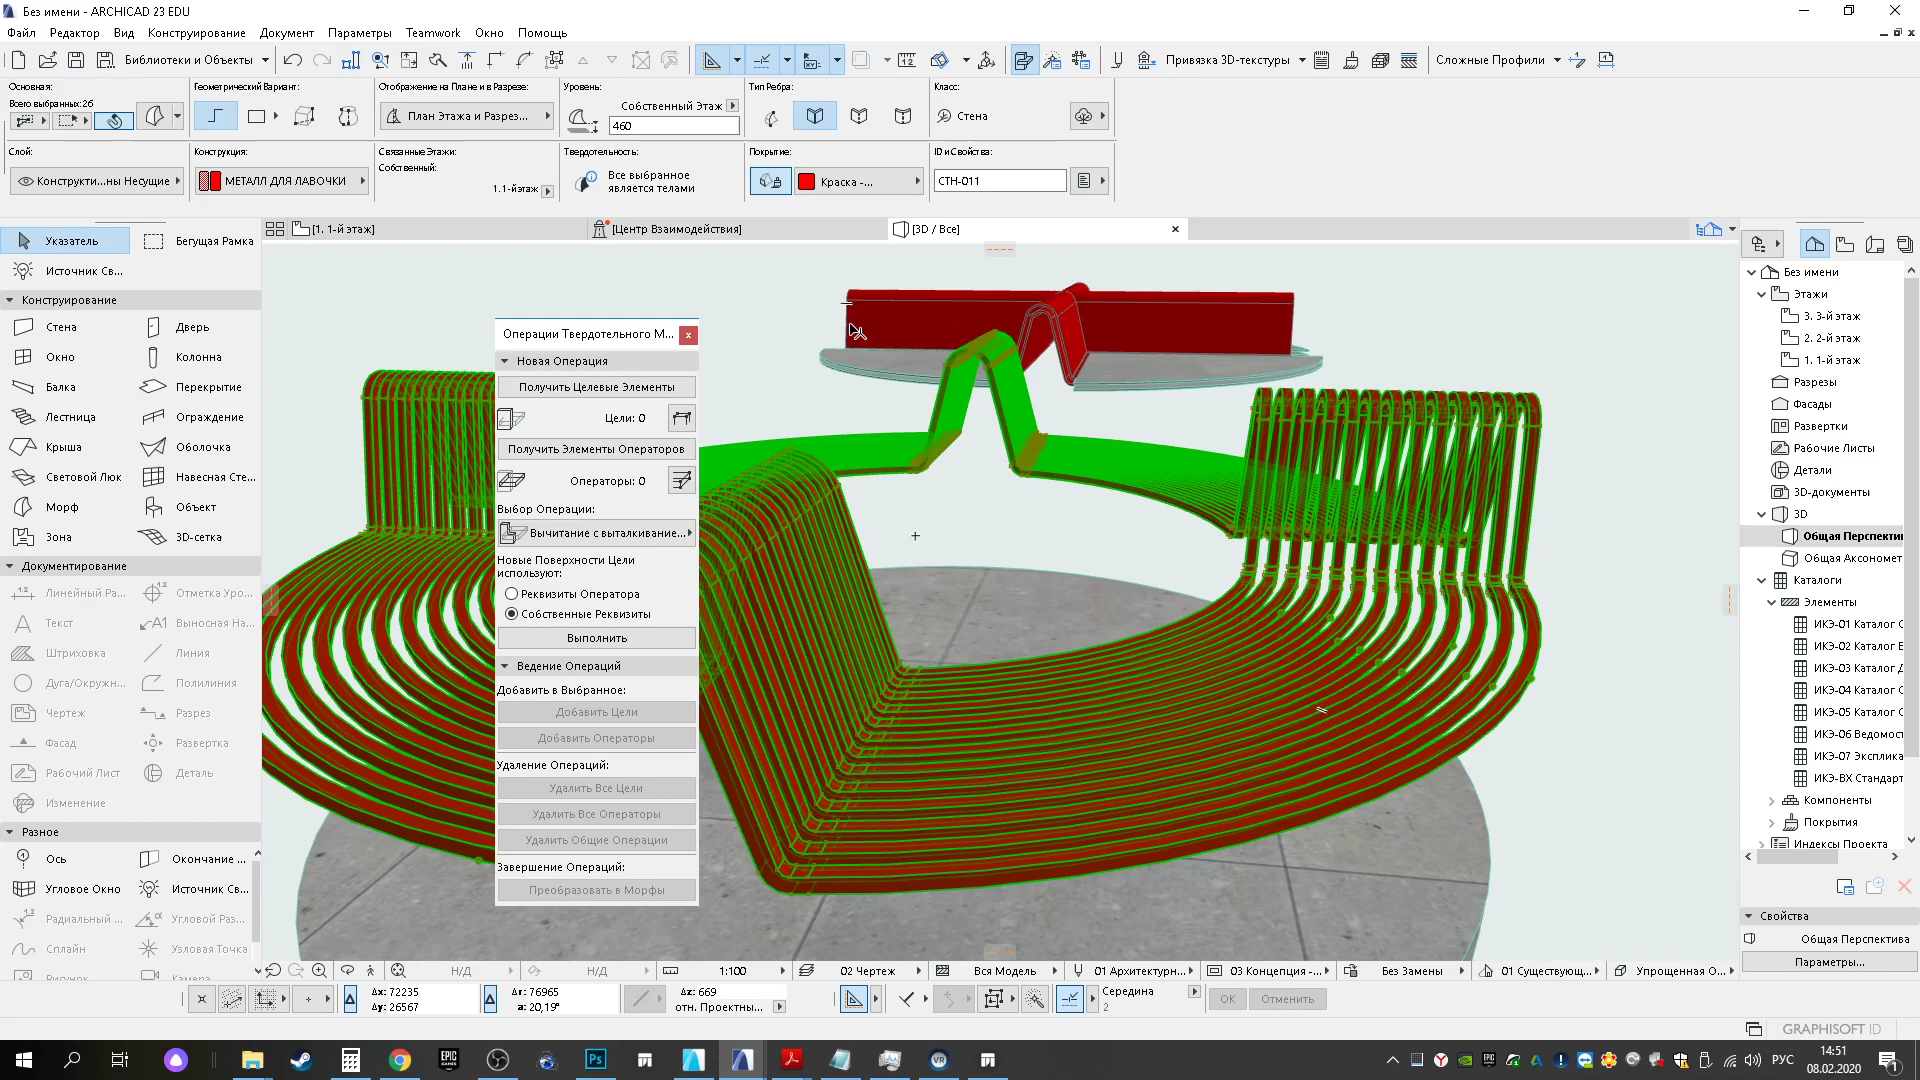 Без имени - ARCHICAD 23 EDU
Файл Редактор Вид Конструирование Документ Параметры Teamwork Окно Помощь
Библиотеки и Объекты
Привязка 3D-текстуры
Сложные Профили
Основная:
Всего выбранных: 26
Геометрический Вариант:
Отображение на Плане и в Разрезе:
План Этажа и Разрез...
Уровень:
Собственный Этаж
460
Тип Ребра:
Класс:
Стена
Слой:
Конструкти...ны Несущие
Конструкция:
МЕТАЛЛ ДЛЯ ЛАВОЧКИ
Связанные Этажи:
Собственный:
1. 1-й этаж
Твердотельность:
Все выбранное
является телами
Покрытие:
Краска -...
ID и Свойства:
СТН-011
[1. 1-й этаж]
[Центр Взаимодействия]
[3D / Все]
Указатель
Бегущая Рамка
Источник Св...
Конструирование
Стена
Дверь
Окно
Колонна
Балка
Перекрытие
Лестница
Ограждение
Крыша
Оболочка
Световой Люк
Навесная Сте...
Морф
Объект
Зона
3D-сетка
Документирование
Линейный Ра...
Отметка Уро...
Текст
Выносная На...
Штриховка
Линия
Дуга/Окружн...
Полилиния
Чертеж
Разрез
Фасад
Развертка
Рабочий Лист
Деталь
Изменение
Разное
Ось
Окончание ...
Угловое Окно
Источник Св...
Радиальный ...
Угловой Раз...
Сплайн
Узловая Точка
Рисунок
Камера
Операции Твердотельного М...
Новая Операция
Получить Целевые Элементы
Цели: 0
Получить Элементы Операторов
Операторы: 0
Выбор Операции:
Вычитание с выталкивание...
Новые Поверхности Цели
используют:
Реквизиты Оператора
Собственные Реквизиты
Выполнить
Ведение Операций
Добавить в Выбранное:
Добавить Цели
Добавить Операторы
Удаление Операций:
Удалить Все Цели
Удалить Все Операторы
Удалить Общие Операции
Завершение Операций:
Преобразовать в Морфы
Без имени
Этажи
3. 3-й этаж
2. 2-й этаж
1. 1-й этаж
Разрезы
Фасады
Развертки
Рабочие Листы
Детали
3D-документы
3D
Общая Перспекти
Общая Аксономет
Каталоги
Элементы
ИКЭ-01 Каталог С
ИКЭ-02 Каталог Е
ИКЭ-03 Каталог Д
ИКЭ-04 Каталог С
ИКЭ-05 Каталог С
ИКЭ-06 Ведомост
ИКЭ-07 Эксплика
ИКЭ-ВХ Стандарт
Компоненты
Покрытия
Индексы Проекта
Свойства
Общая Перспектива
Параметры...
Н/Д
Н/Д
1:100
02 Чертеж
Вся Модель
01 Архитектурн...
03 Концепция -...
Без Замены
01 Существующ...
Упрощенная О...
Δx: 72235
Δy: 26567
Δr: 76965
a: 20,19°
Δz: 669
отн. Проектны...
Середина
2
ОК
Отменить
GRAPHISOFT ID
EPIC
GAMES
Ps
VR
РУС
14:51
08.02.2020
1